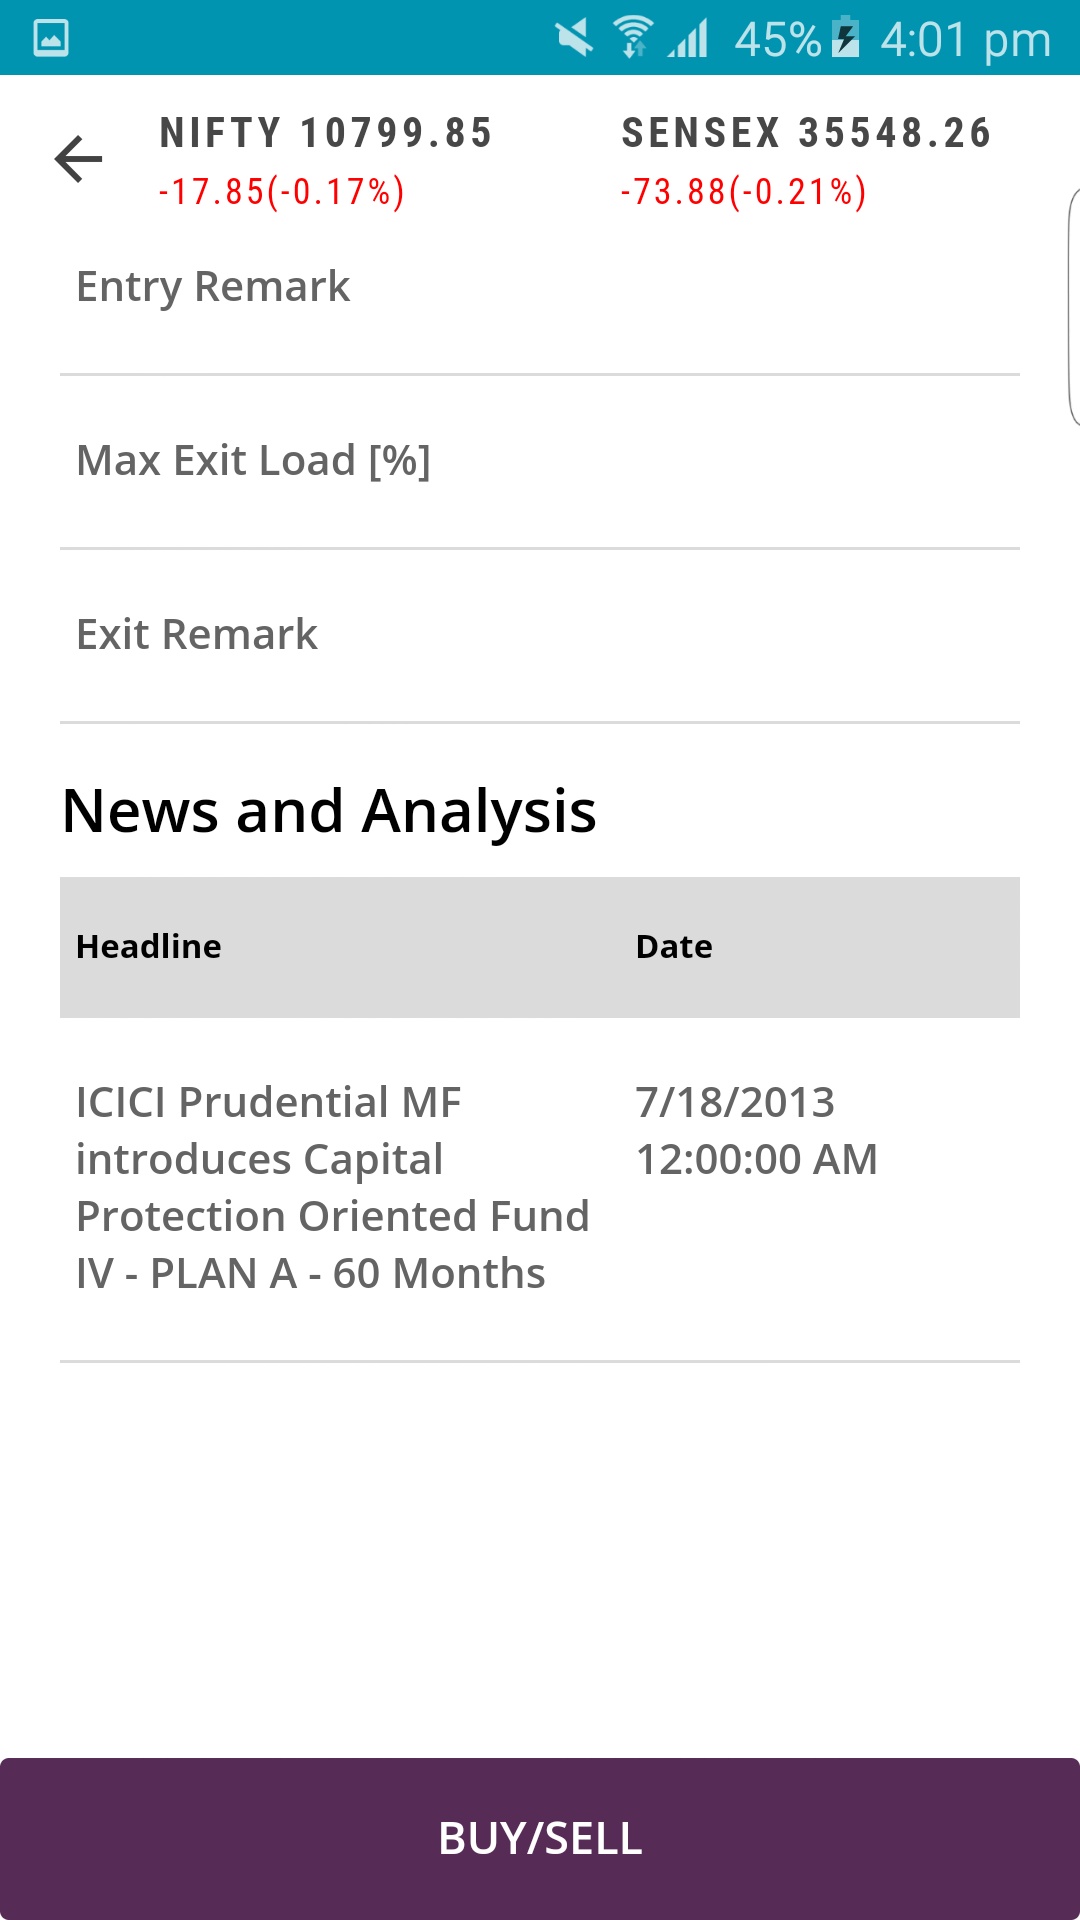 45% 4:01 pm
NIFTY 10799.85 SENSEX 35548.26
-17.85(-0.17%) -73.88(-0.21%)
Entry Remark
Max Exit Load [%]
Exit Remark
News and Analysis
Headline Date
ICICI Prudential MF 7/18/2013
introduces Capital 12:00:00 AM
Protection Oriented Fund
IV - PLAN A - 60 Months
BUY/SELL